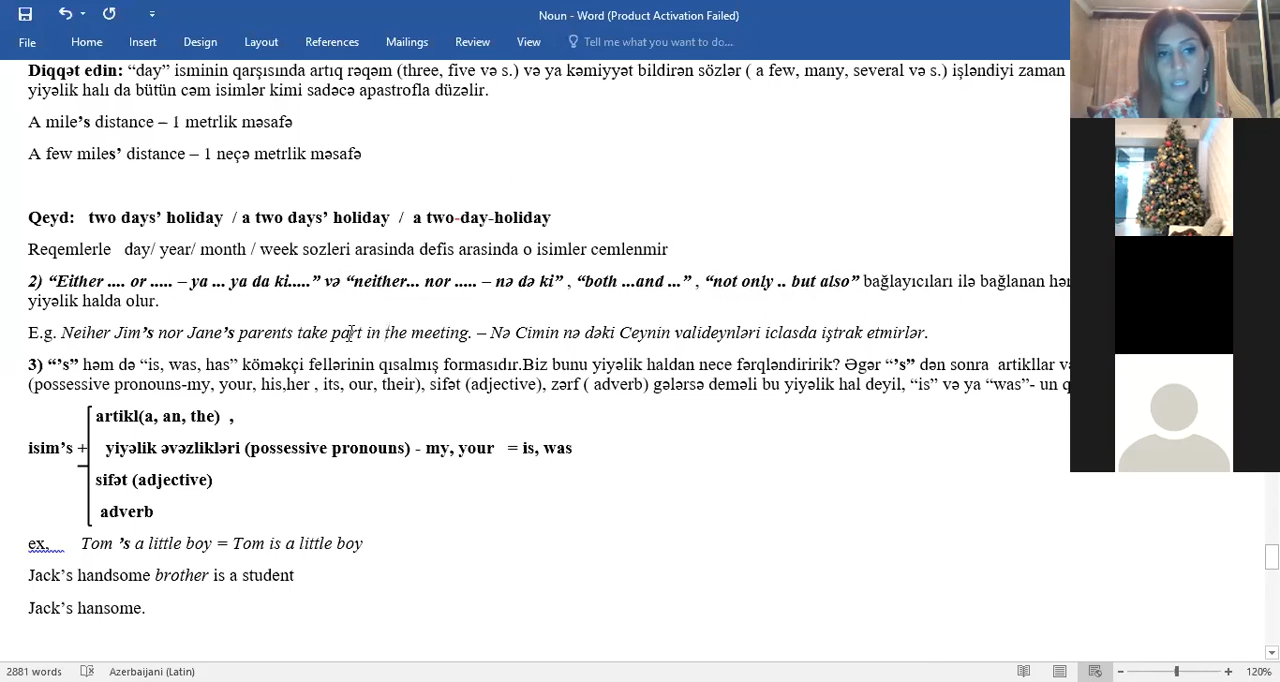 Noun - Word (Product Activation Failed)
File Home Insert Design Layout References Mailings Review View Tell me what you want to do...
Diqqət edin: “day” isminin qarşısında artıq rəqəm (three, five və s.) və ya kəmiyyət bildirən sözlər ( a few, many, several və s.) işləndiyi zaman
yiyəlik halı da bütün cəm isimlər kimi sadəcə apastrofla düzəlir.
A mile’s distance – 1 metrlik məsafə
A few miles’ distance – 1 neçə metrlik məsafə
Qeyd: two days’ holiday / a two days’ holiday / a two-day-holiday
Reqemlerle day/ year/ month / week sozleri arasinda defis arasinda o isimler cemlenmir
2) “Either .... or ..... – ya ... ya da ki.....” və “neither... nor ..... – nə də ki” , “both ...and ...” , “not only .. but also” bağlayıcıları ilə bağlanan hər
yiyəlik halda olur.
E.g. Neiher Jim’s nor Jane’s parents take part in the meeting. – Nə Cimin nə dəki Ceynin valideynləri iclasda iştrak etmirlər.
3) “’s” həm də “is, was, has” köməkçi fellərinin qısalmış formasıdır.Biz bunu yiyəlik haldan nece fərqləndiririk? Əgər “’s” dən sonra artikllar və
(possessive pronouns-my, your, his,her , its, our, their), sifət (adjective), zərf ( adverb) gələrsə deməli bu yiyəlik hal deyil, “is” və ya “was”- un q
artikl(a, an, the) ,
isim’s + yiyəlik əvəzlikləri (possessive pronouns) - my, your = is, was
sifət (adjective)
adverb
ex. Tom ’s a little boy = Tom is a little boy
Jack’s handsome brother is a student
Jack’s hansome.
2881 words Azerbaijani (Latin) 120%